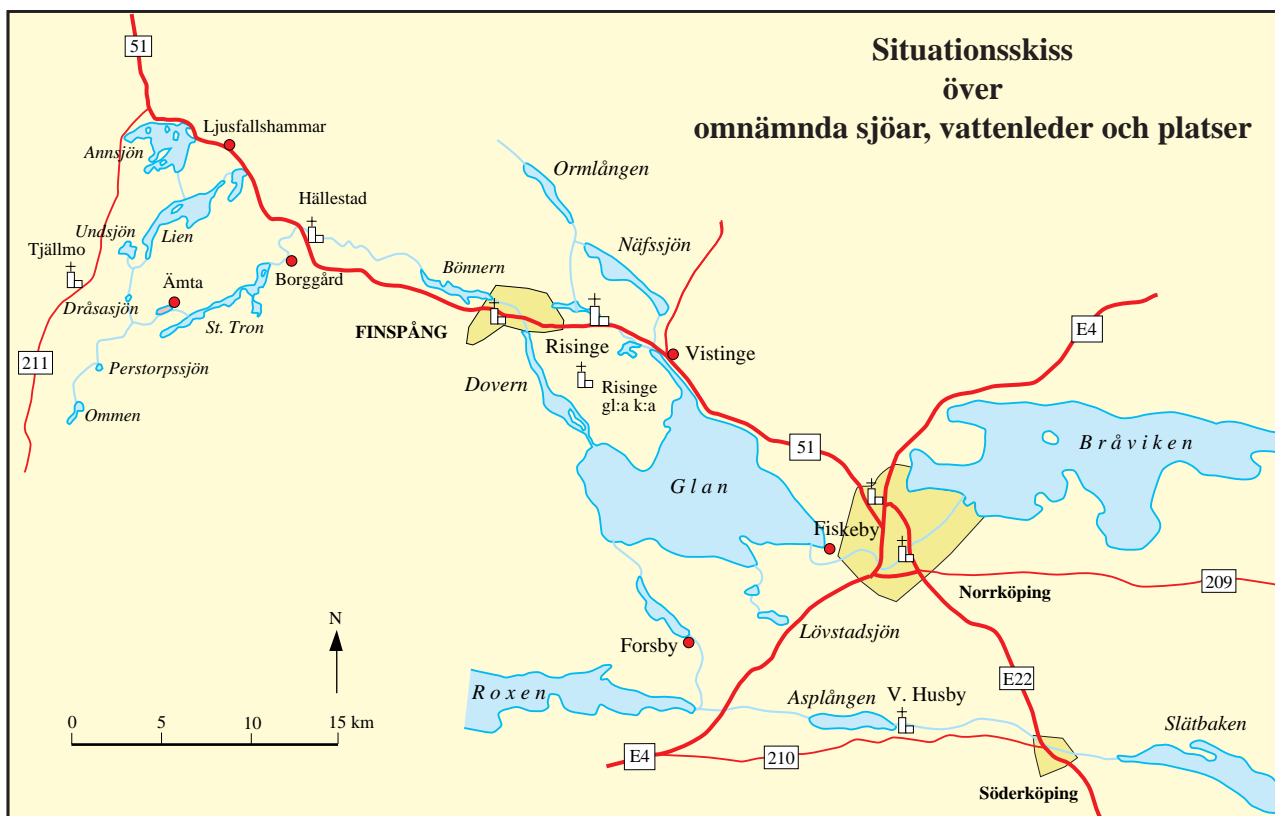 Situationsskiss
över
omnämnda sjöar, vattenleder och platser
51
Ljusfallshammar
Annsjön
Ormlången
Hällestad
Undsjön
Lien
Näfssjön
Tjällmo
Bönnern
Ämta
Borggård
Dråsasjön
St. Tron
FINSPÅNG
E4
211
Perstorpssjön
Risinge
Vistinge
Dovern
Risinge
gl:a k:a
Ommen
51
Bråviken
Glan
Fiskeby
209
Norrköping
N
Forsby
Lövstadsjön
E22
Roxen
Asplången
V. Husby
0 5 10 15 km
Slätbaken
E4
210
Söderköping